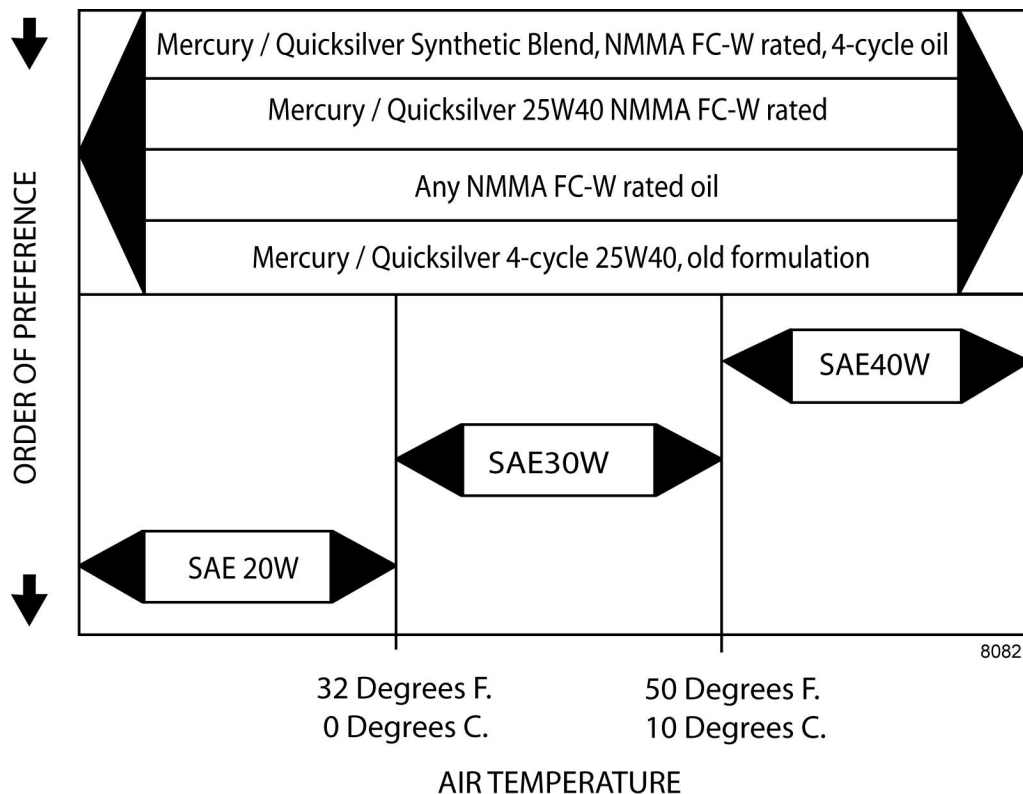 Mercury / Quicksilver Synthetic Blend, NMMA FC-W rated, 4-cycle oil
Mercury / Quicksilver 25W40 NMMA FC-W rated
Any NMMA FC-W rated oil
Mercury / Quicksilver 4-cycle 25W40, old formulation
ORDER OF PREFERENCE
SAE40W
SAE30W
SAE 20W
8082
32 Degrees F.
0 Degrees C.
50 Degrees F.
10 Degrees C.
AIR TEMPERATURE